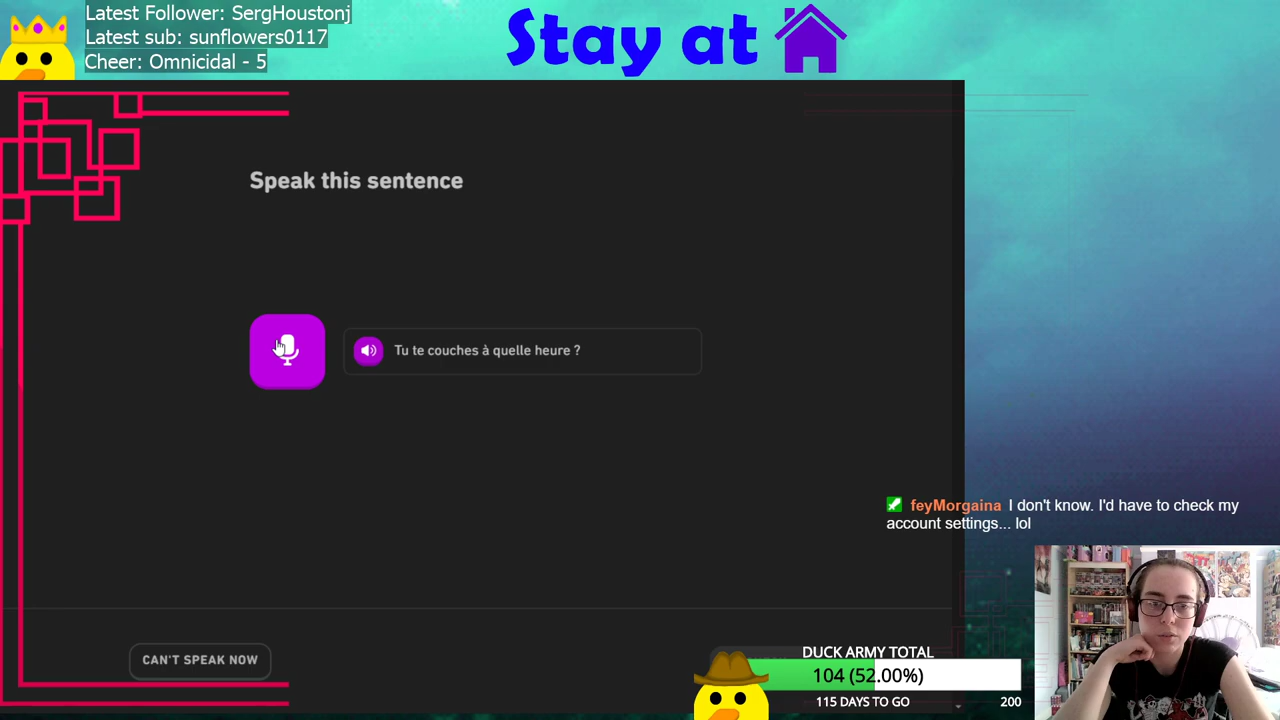 Latest Follower: SergHoustonj
Latest sub: sunflowers0117
Cheer: Omnicidal - 5
Stay at
Speak this sentence
Tu te couches à quelle heure ?
feyMorgaina I don't know. I'd have to check my
account settings... lol
CAN'T SPEAK NOW
DUCK ARMY TOTAL
104 (52.00%)
115 DAYS TO GO
200